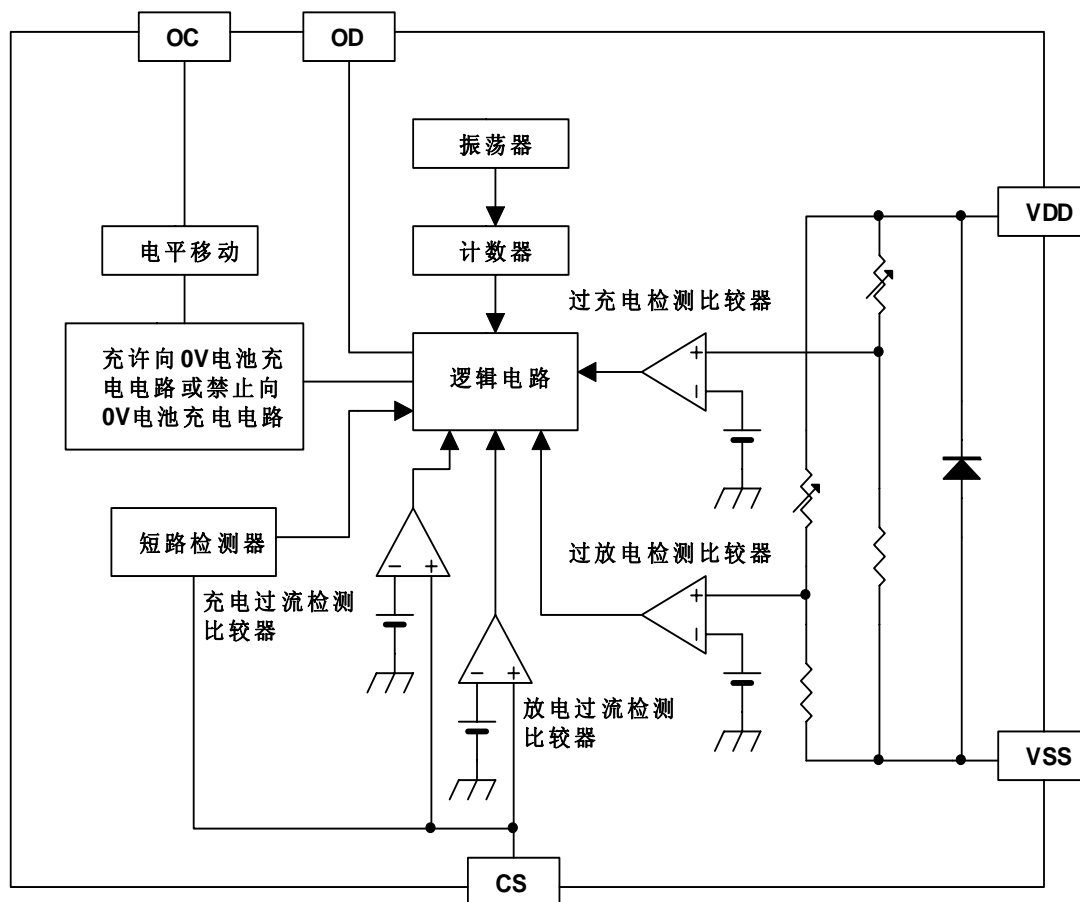 OC
OD
振荡器
VDD
电平移动
计数器
过充电检测比较器
充许向0V电池充
电电路或禁止向
0V电池充电电路
逻辑电路
+
−
短路检测器
过放电检测比较器
充电过流检测
比较器
−
+
+
−
−
+
放电过流检测
比较器
VSS
CS